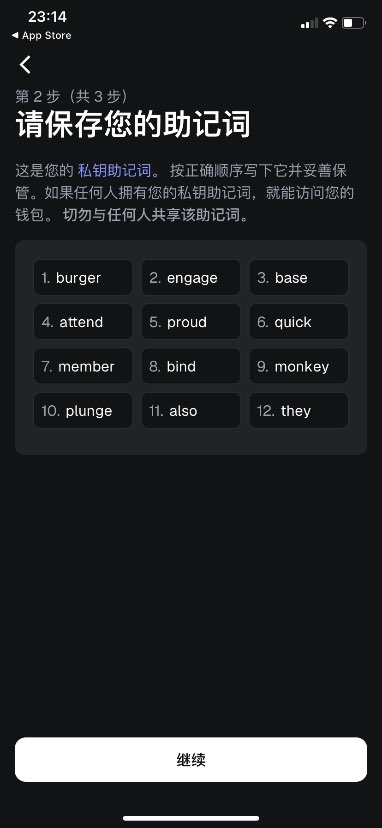 23:14
◀ App Store
第 2 步（共 3 步）
请保存您的助记词
这是您的 私钥助记词。 按正确顺序写下它并妥善保
管。如果任何人拥有您的私钥助记词，就能访问您的
钱包。 切勿与任何人共享该助记词。
1. burger 2. engage 3. base
4. attend 5. proud 6. quick
7. member 8. bind 9. monkey
10. plunge 11. also 12. they
继续